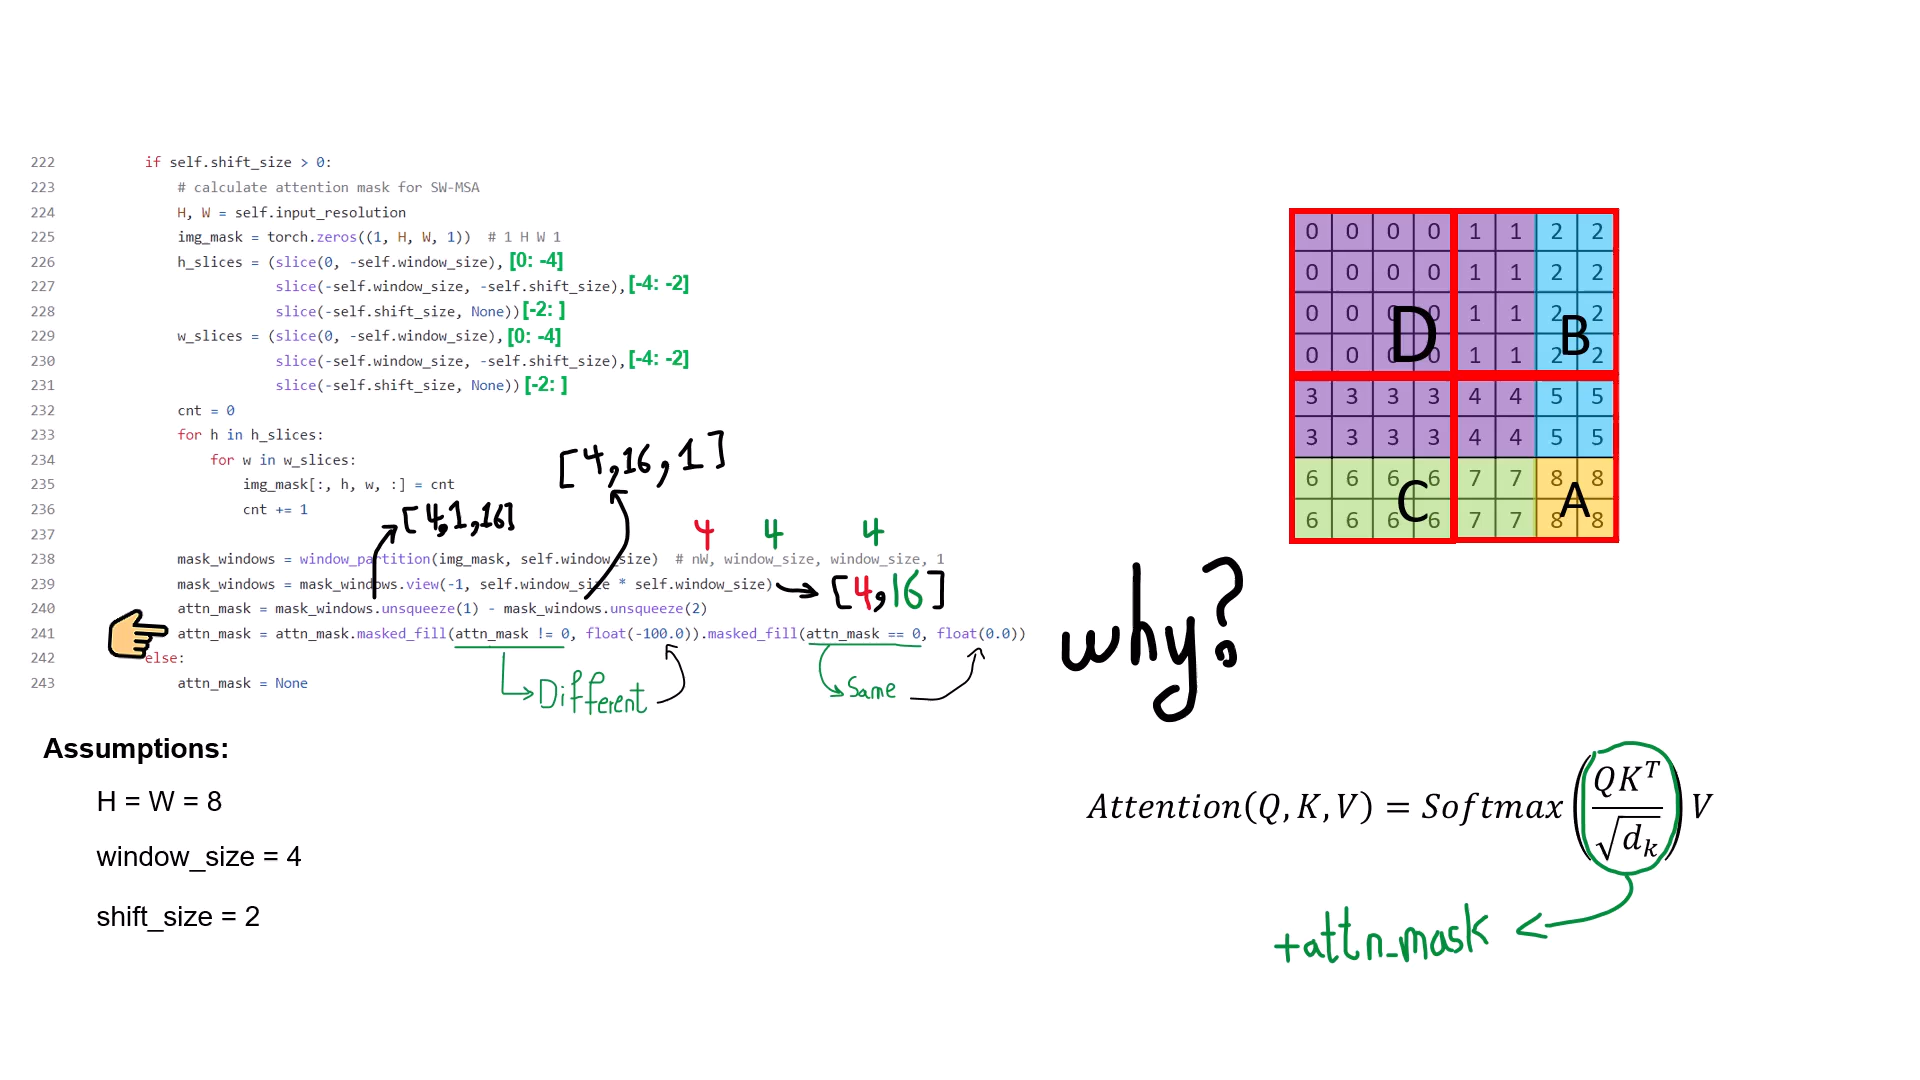 222 if self.shift_size > 0:
223 # calculate attention mask for SW-MSA
224 H, W = self.input_resolution
225 img_mask = torch.zeros((1, H, W, 1)) # 1 H W 1
226 h_slices = (slice(0, -self.window_size), [0: -4]
227 slice(-self.window_size, -self.shift_size), [-4: -2]
228 slice(-self.shift_size, None)) [-2: ]
229 w_slices = (slice(0, -self.window_size), [0: -4]
230 slice(-self.window_size, -self.shift_size), [-4: -2]
231 slice(-self.shift_size, None)) [-2: ]
232 cnt = 0
233 for h in h_slices:
234 for w in w_slices:
235 img_mask[:, h, w, :] = cnt
236 cnt += 1
237
[4,1,16]
[4,16,1]
4 4 4
238 mask_windows = window_partition(img_mask, self.window_size) # nW, window_size, window_size, 1
239 mask_windows = mask_windows.view(-1, self.window_size * self.window_size) [4,16]
240 attn_mask = mask_windows.unsqueeze(1) - mask_windows.unsqueeze(2)
241 attn_mask = attn_mask.masked_fill(attn_mask != 0, float(-100.0)).masked_fill(attn_mask == 0, float(0.0))
242 else:
243 attn_mask = None
Different
Same
why?
0 0 0 0 1 1 2 2
0 0 0 0 1 1 2 2
0 0 0 0 1 1 2 2
0 0 0 0 1 1 2 2
D
B
3 3 3 3 4 4 5 5
3 3 3 3 4 4 5 5
6 6 6 6 7 7 8 8
6 6 6 6 7 7 8 8
C
A
Assumptions:
H = W = 8
window_size = 4
shift_size = 2
Attention(Q, K, V) = Softmax(QK^T/√d_k)V
+attn_mask